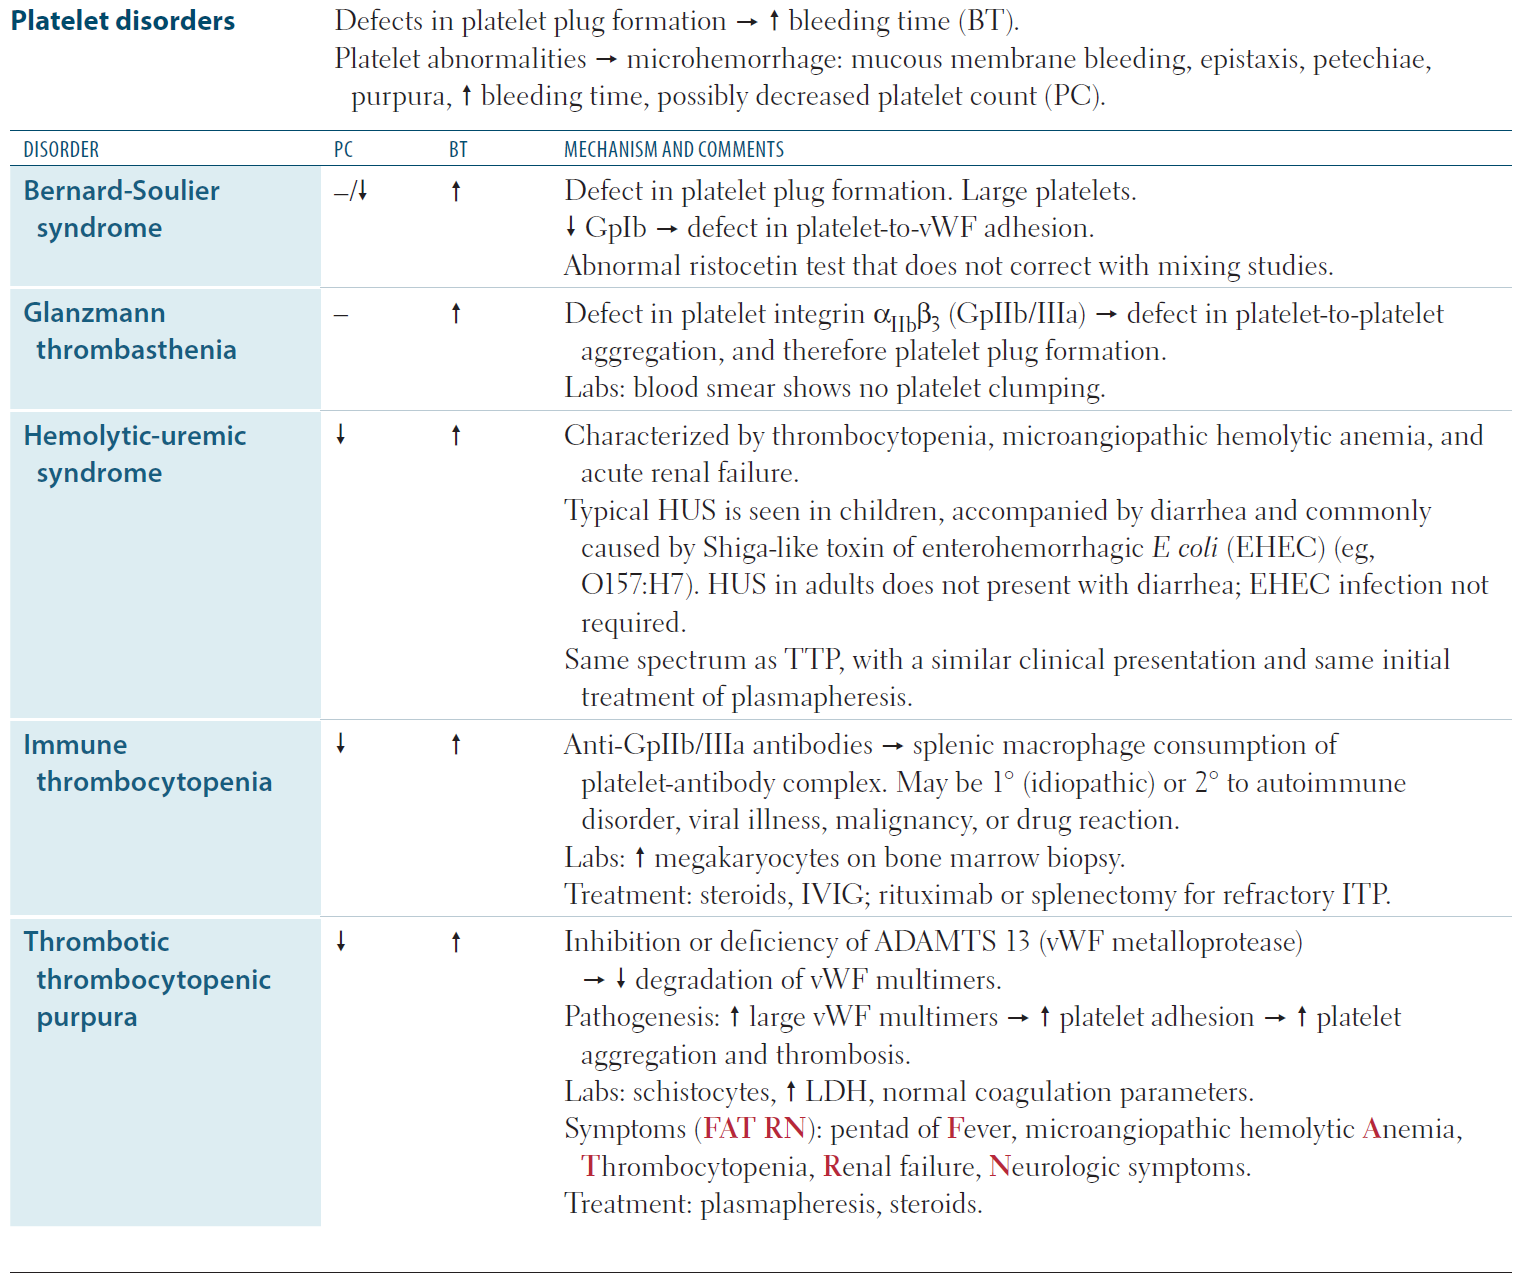 Platelet disorders
Defects in platelet plug formation → ↑ bleeding time (BT).
Platelet abnormalities → microhemorrhage: mucous membrane bleeding, epistaxis, petechiae,
purpura, ↑ bleeding time, possibly decreased platelet count (PC).
DISORDER PC BT MECHANISM AND COMMENTS
Bernard-Soulier –/↓ ↑ Defect in platelet plug formation. Large platelets.
syndrome ↓ GpIb → defect in platelet-to-vWF adhesion.
Abnormal ristocetin test that does not correct with mixing studies.
Glanzmann – ↑ Defect in platelet integrin αIIbβ3 (GpIIb/IIIa) → defect in platelet-to-platelet
thrombasthenia aggregation, and therefore platelet plug formation.
Labs: blood smear shows no platelet clumping.
Hemolytic-uremic ↓ ↑ Characterized by thrombocytopenia, microangiopathic hemolytic anemia, and
syndrome acute renal failure.
Typical HUS is seen in children, accompanied by diarrhea and commonly
caused by Shiga-like toxin of enterohemorrhagic E coli (EHEC) (eg,
O157:H7). HUS in adults does not present with diarrhea; EHEC infection not
required.
Same spectrum as TTP, with a similar clinical presentation and same initial
treatment of plasmapheresis.
Immune ↓ ↑ Anti-GpIIb/IIIa antibodies → splenic macrophage consumption of
thrombocytopenia platelet-antibody complex. May be 1° (idiopathic) or 2° to autoimmune
disorder, viral illness, malignancy, or drug reaction.
Labs: ↑ megakaryocytes on bone marrow biopsy.
Treatment: steroids, IVIG; rituximab or splenectomy for refractory ITP.
Thrombotic ↓ ↑ Inhibition or deficiency of ADAMTS 13 (vWF metalloprotease)
thrombocytopenic → ↓ degradation of vWF multimers.
purpura Pathogenesis: ↑ large vWF multimers → ↑ platelet adhesion → ↑ platelet
aggregation and thrombosis.
Labs: schistocytes, ↑ LDH, normal coagulation parameters.
Symptoms (FAT RN): pentad of Fever, microangiopathic hemolytic Anemia,
Thrombocytopenia, Renal failure, Neurologic symptoms.
Treatment: plasmapheresis, steroids.